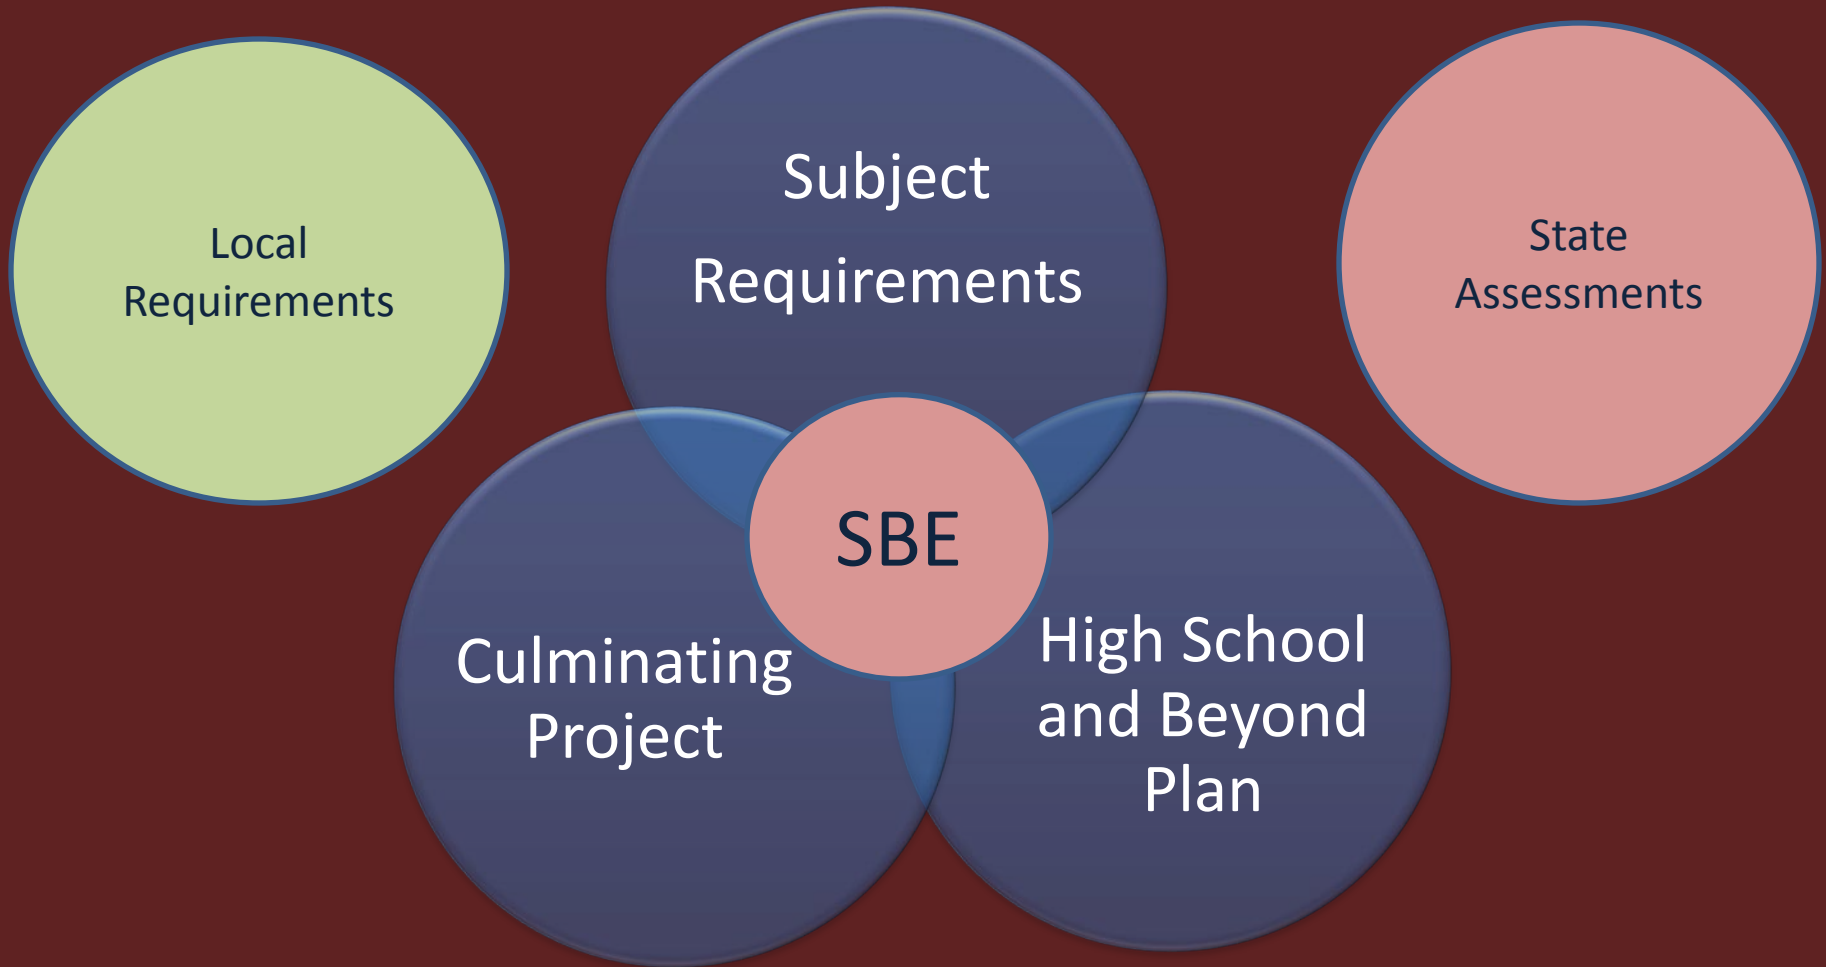 Local
Requirements
Subject
Requirements
State
Assessments
SBE
Culminating
Project
High School
and Beyond
Plan